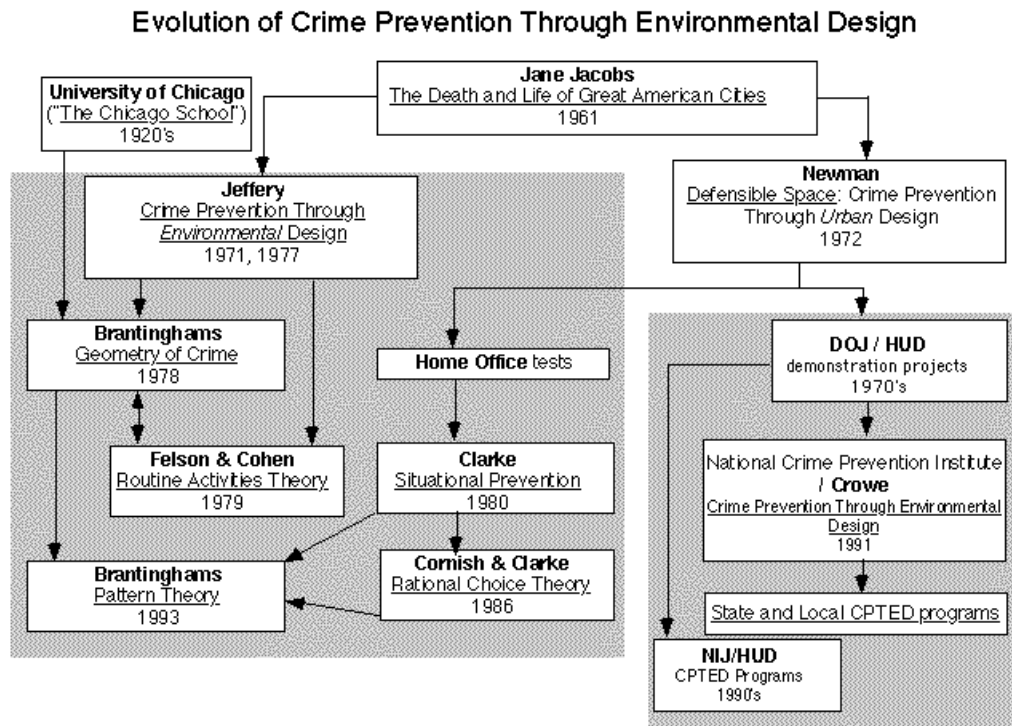 Evolution of Crime Prevention Through Environmental Design
University of Chicago
("The Chicago School")
1920's
Jane Jacobs
The Death and Life of Great American Cities
1961
Jeffery
Crime Prevention Through
Environmental Design
1971, 1977
Newman
Defensible Space: Crime Prevention
Through Urban Design
1972
Brantinghams
Geometry of Crime
1978
Home Office tests
DOJ / HUD
demonstration projects
1970's
Felson & Cohen
Routine Activities Theory
1979
Clarke
Situational Prevention
1980
National Crime Prevention Institute
/ Crowe
Crime Prevention Through Environmental
Design
1991
Brantinghams
Pattern Theory
1993
Cornish & Clarke
Rational Choice Theory
1986
State and Local CPTED programs
NIJ/HUD
CPTED Programs
1990's